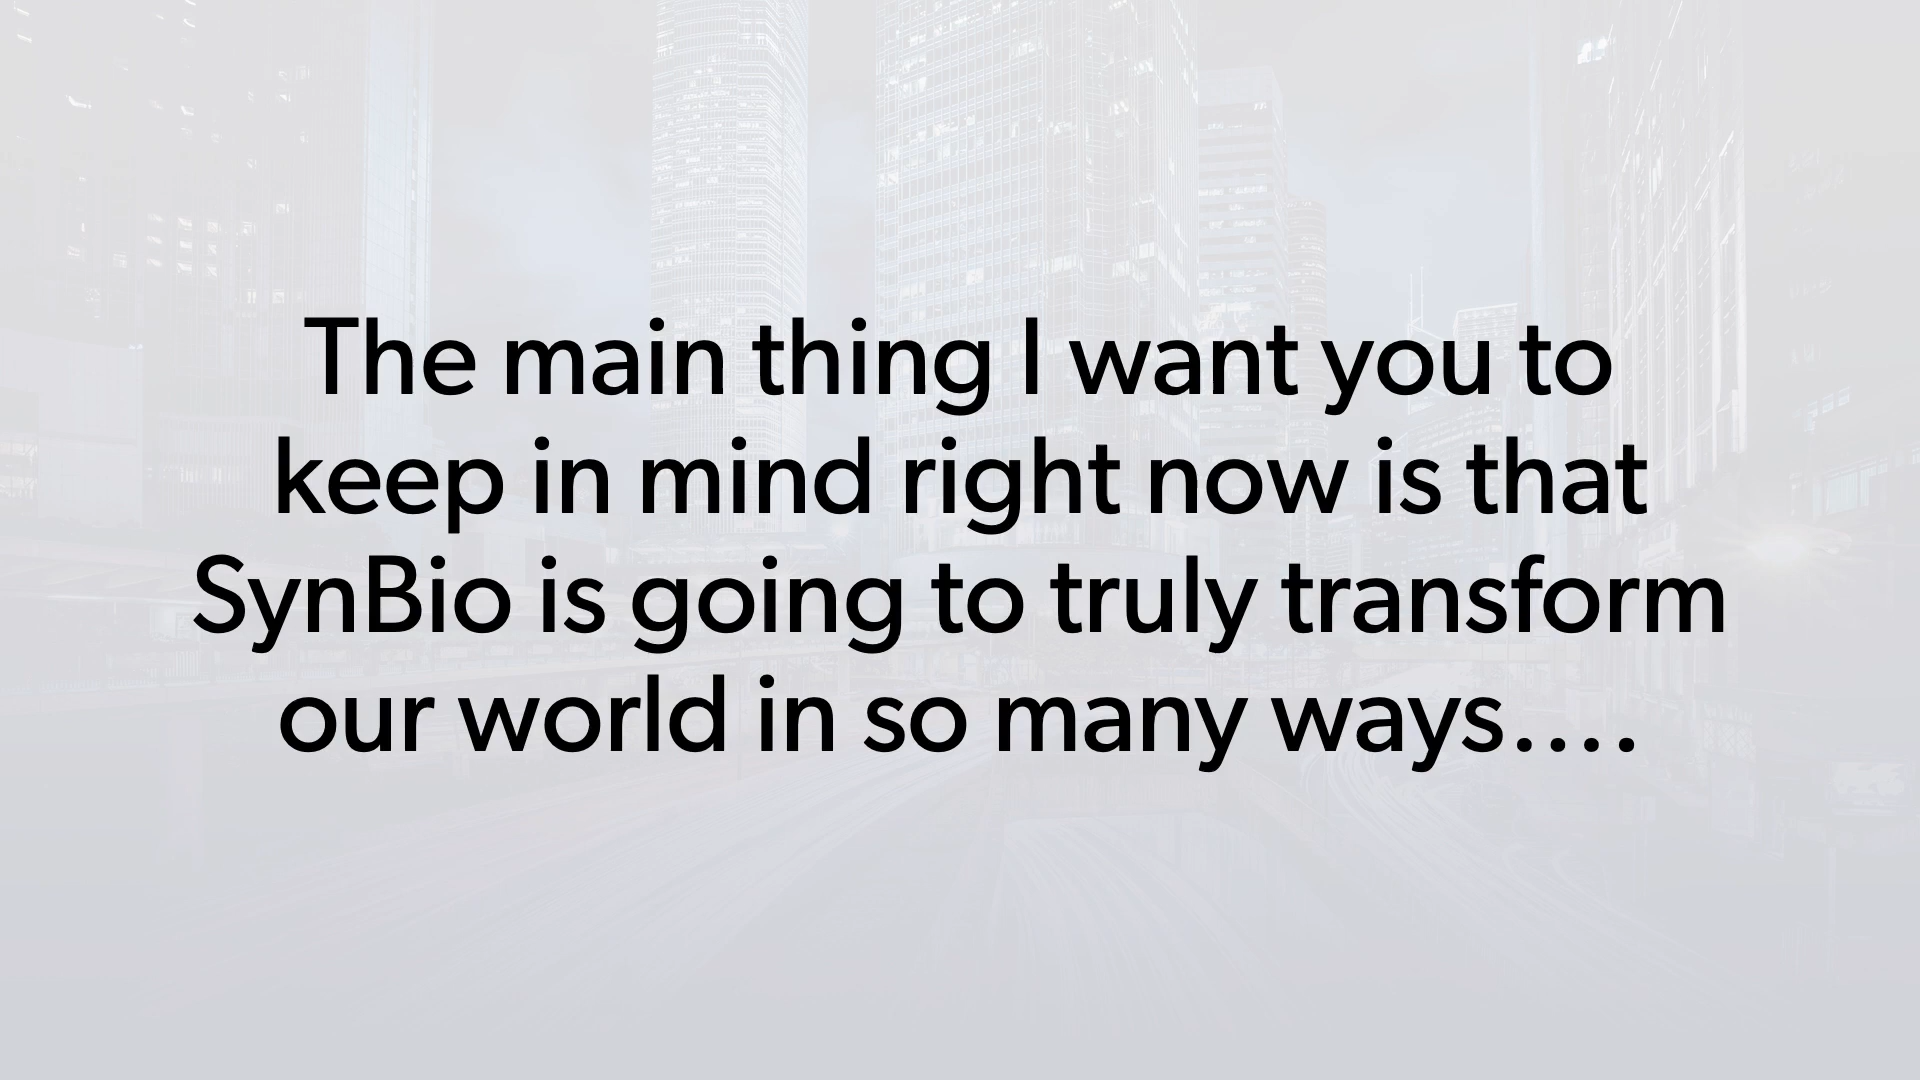 The main thing I want you to
keep in mind right now is that
SynBio is going to truly transform
our world in so many ways....